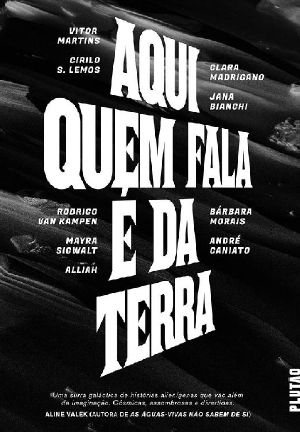 VITOR
MARTINS
CIRILO
S. LEMOS
CLARA
MADRIGANO
JANA
BIANCHI
AQUI
QUEM FALA
É DA
TERRA
RODRIGO
VAN KAMPEN
MAYRA
SIGWALT
ALLIAH
BÁRBARA
MORAIS
ANDRÉ
CANIATO
"Uma surra galáctica de histórias alienígenas que vão além
da imaginação. Cósmicas, assombrosas e divertidas."
ALINE VALEK (AUTORA DE AS ÁGUAS-VIVAS NÃO SABEM DE SI)
PLUTÃO